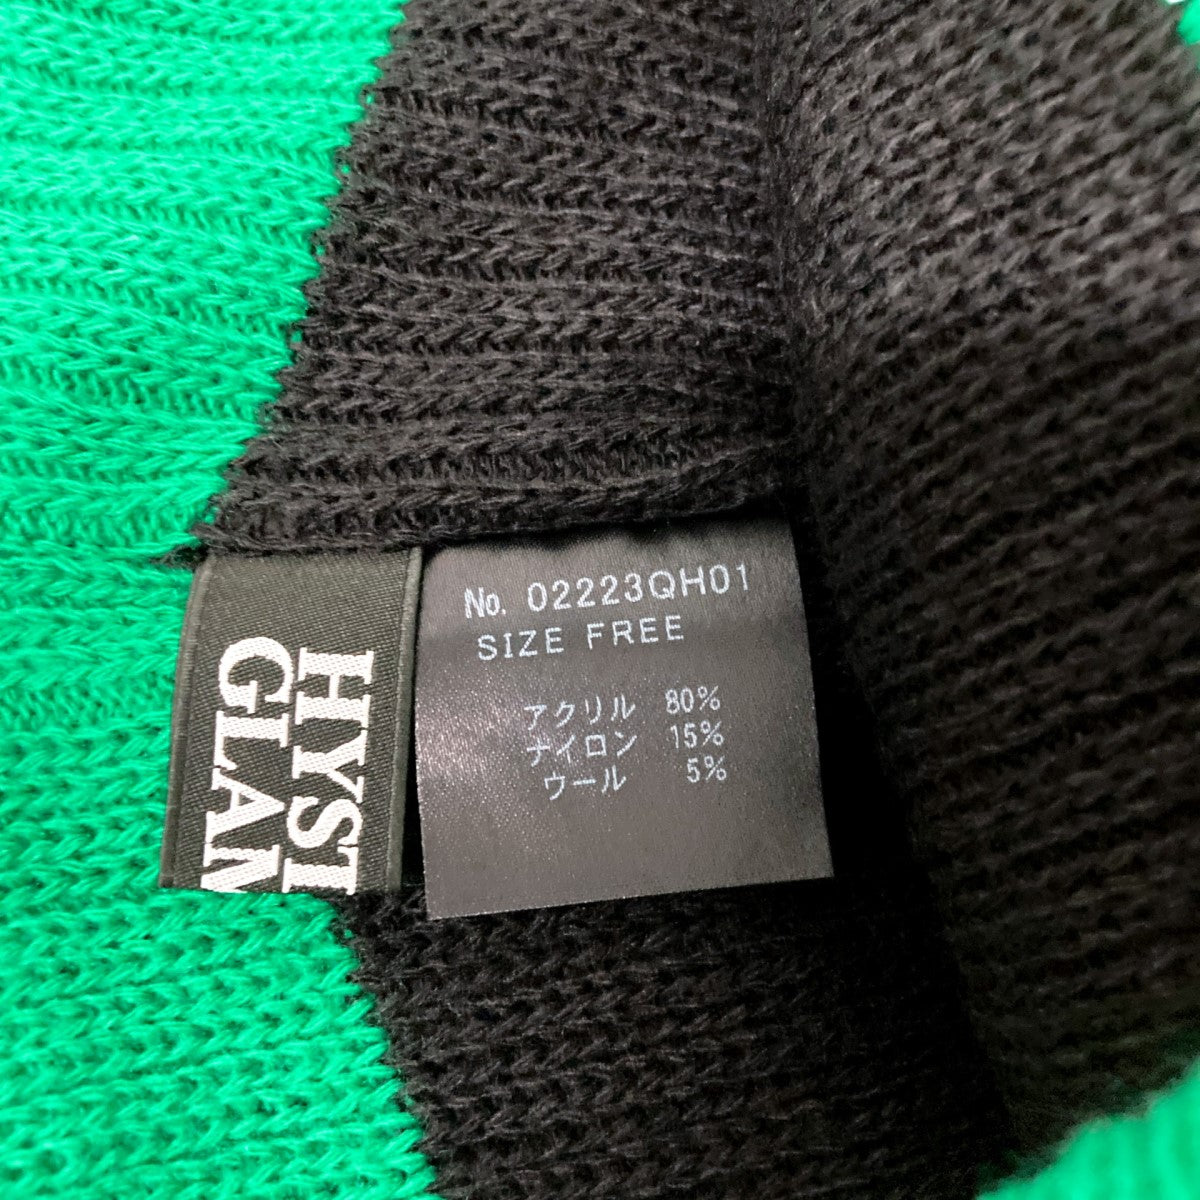 HYST
GLAM
No. 02223QH01
SIZE FREE
アクリル 80%
ナイロン 15%
ウール 5%